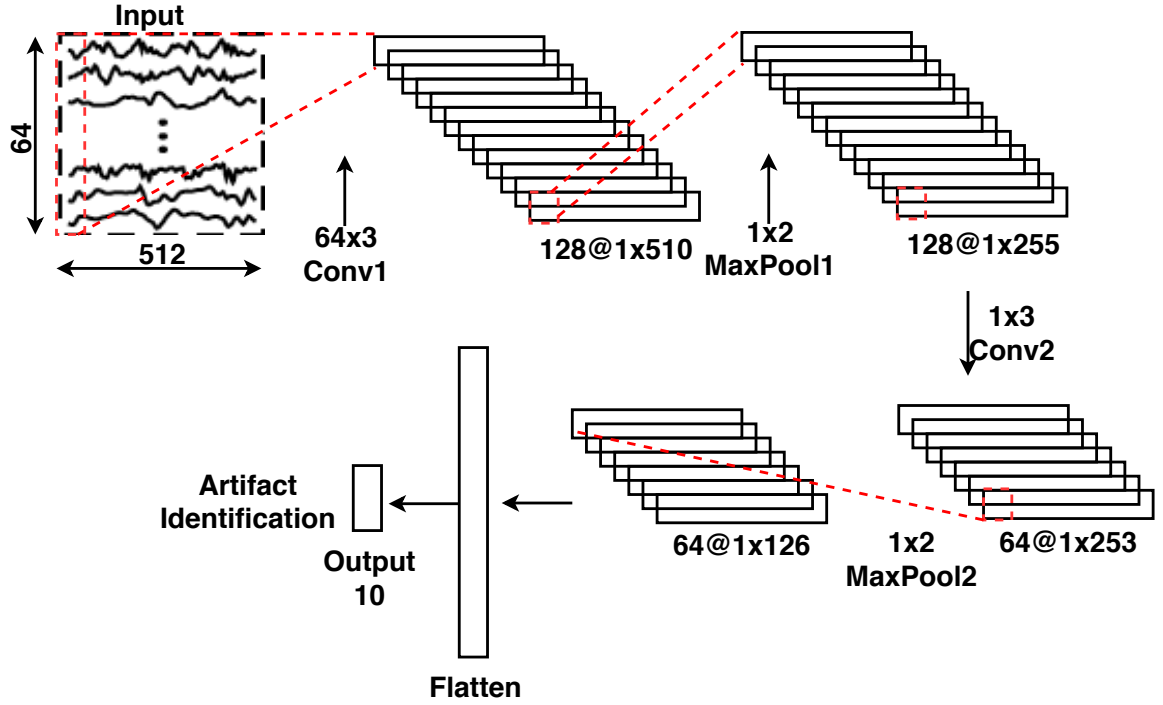 Input
64
512
64x3
Conv1
128@1x510
1x2
MaxPool1
128@1x255
1x3
Conv2
64@1x253
1x2
MaxPool2
64@1x126
Flatten
Output
10
Artifact
Identification